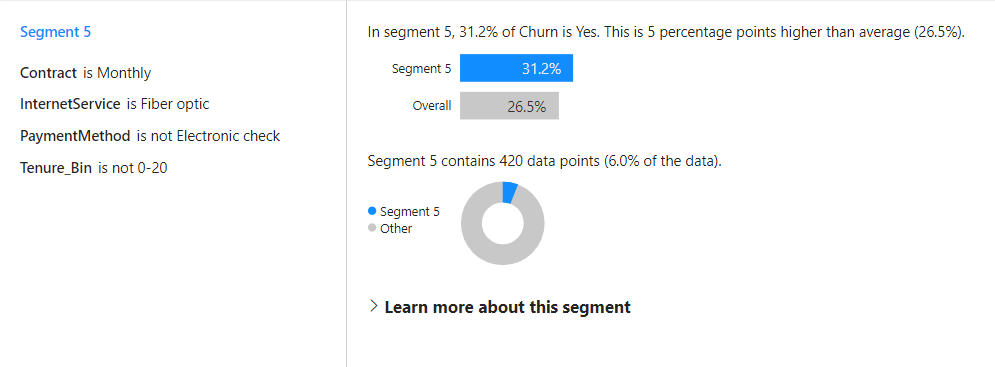 Segment 5
Contract is Monthly
InternetService is Fiber optic
PaymentMethod is not Electronic check
Tenure_Bin is not 0-20
In segment 5, 31.2% of Churn is Yes. This is 5 percentage points higher than average (26.5%).
Segment 5 31.2%
Overall 26.5%
Segment 5 contains 420 data points (6.0% of the data).
Segment 5
Other
Learn more about this segment